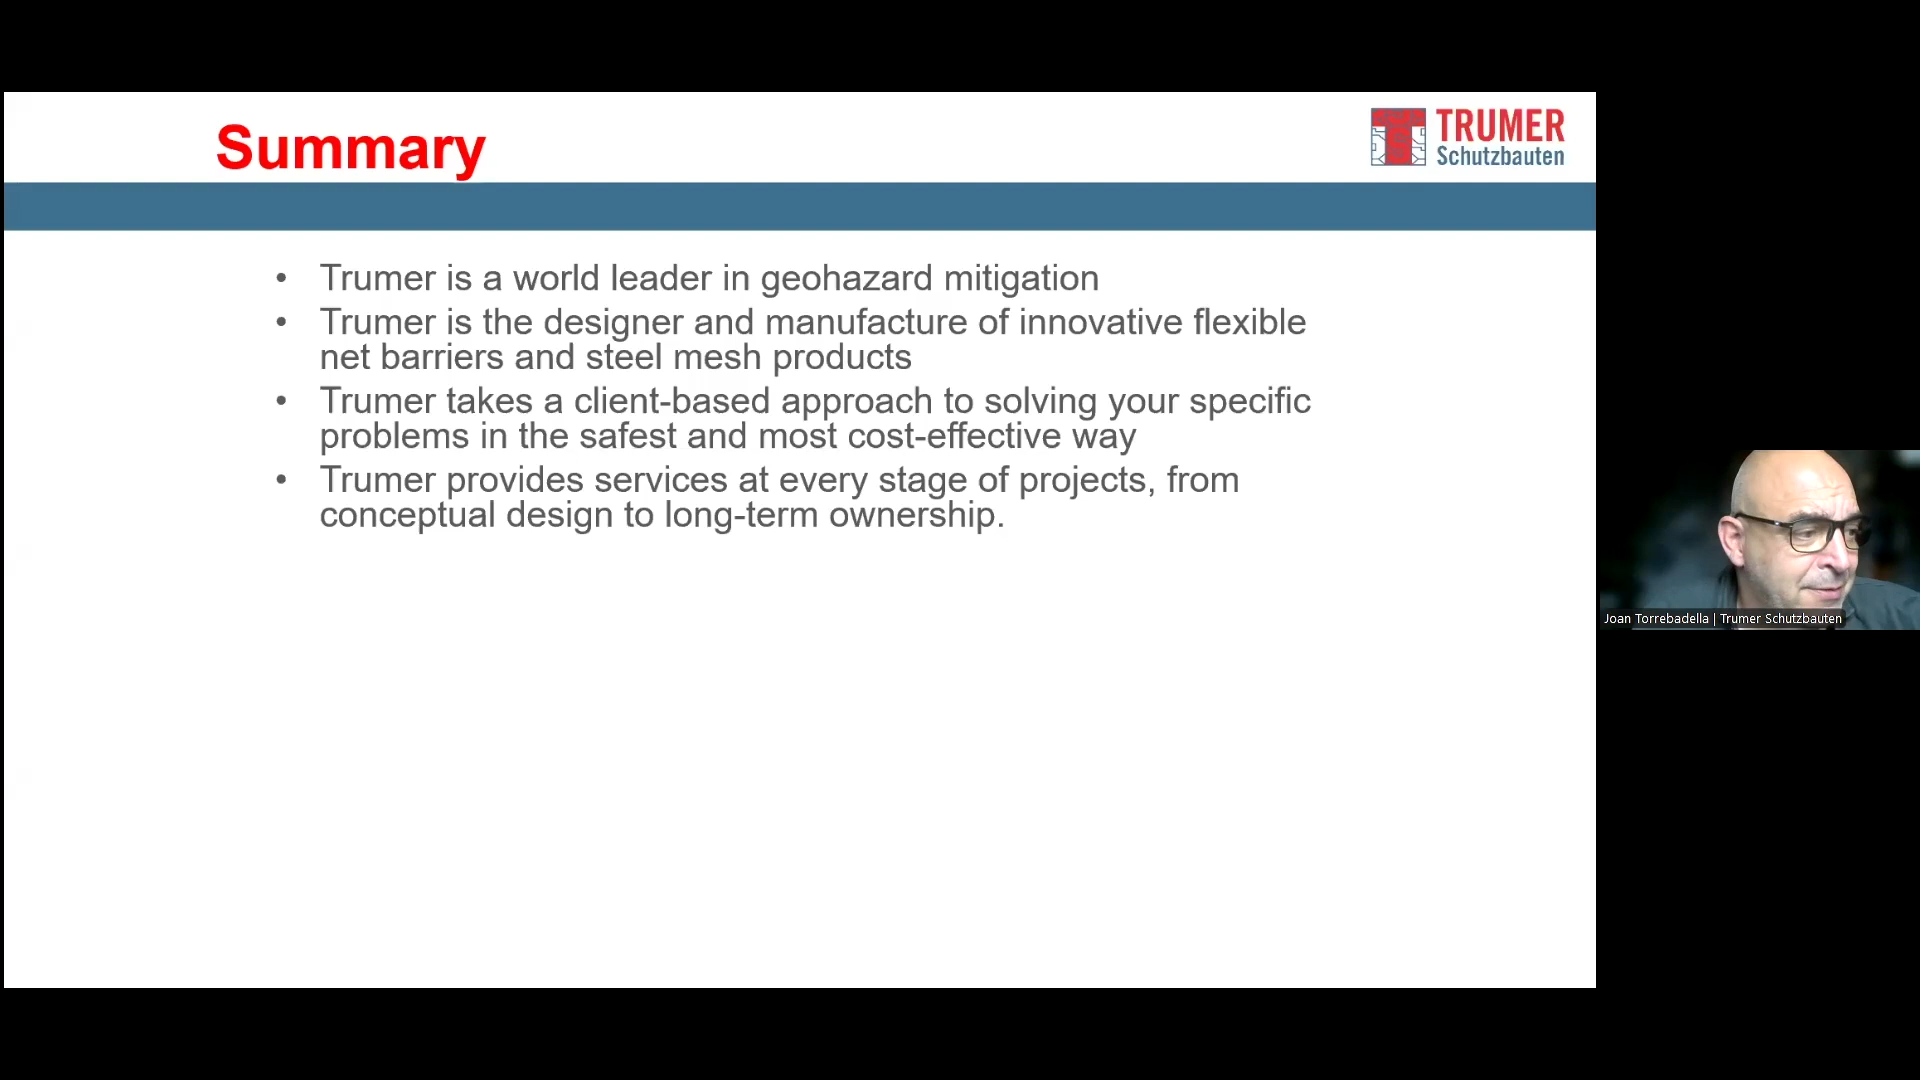 Summary
TRUMER
Schutzbauten
• Trumer is a world leader in geohazard mitigation
• Trumer is the designer and manufacture of innovative flexible
net barriers and steel mesh products
• Trumer takes a client-based approach to solving your specific
problems in the safest and most cost-effective way
• Trumer provides services at every stage of projects, from
conceptual design to long-term ownership.
Joan Torrebadella | Trumer Schutzbauten